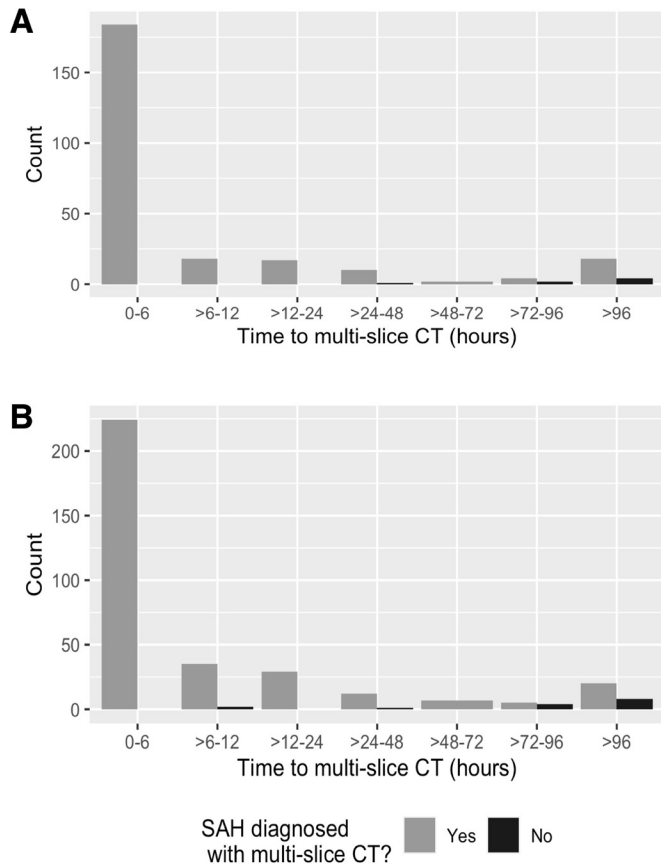 A
150
100
50
0
Count
0-6 >6-12 >12-24 >24-48 >48-72 >72-96 >96
Time to multi-slice CT (hours)
B
200
150
100
50
0
Count
0-6 >6-12 >12-24 >24-48 >48-72 >72-96 >96
Time to multi-slice CT (hours)
SAH diagnosed
with multi-slice CT? Yes No